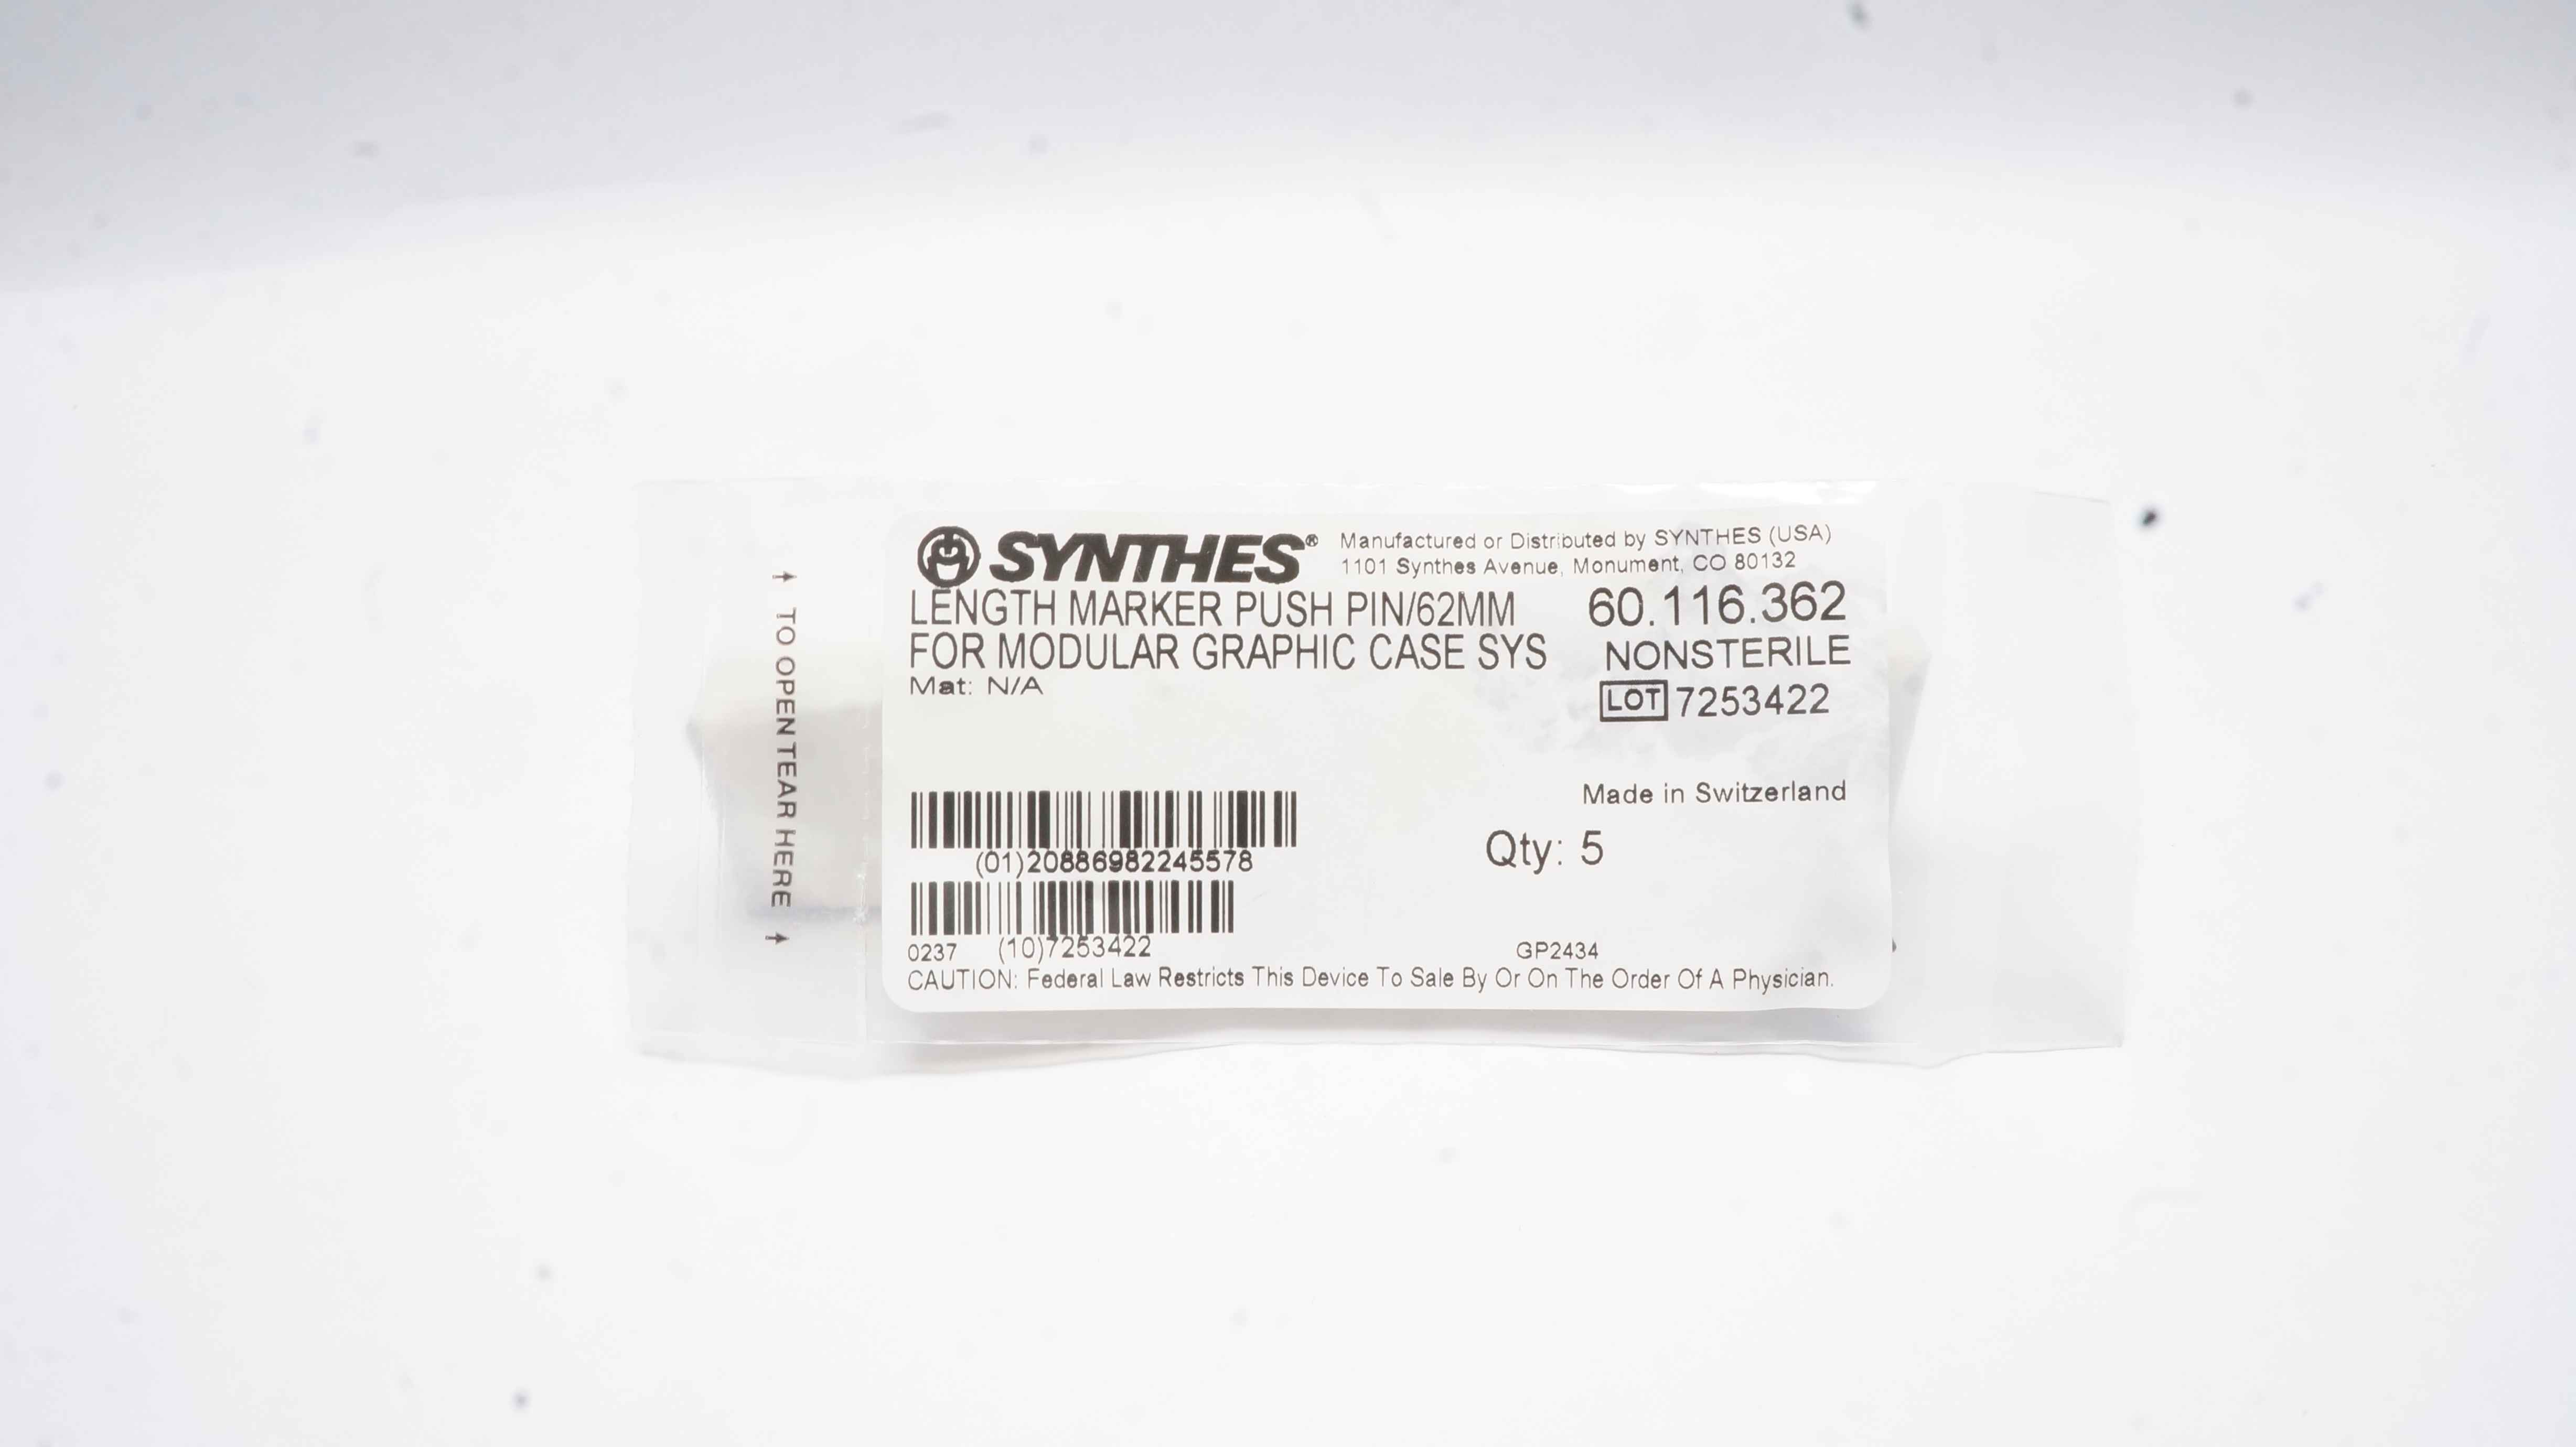 SYNTHES®
Manufactured or Distributed by SYNTHES (USA)
1101 Synthes Avenue, Monument, CO 80132
LENGTH MARKER PUSH PIN/62MM
FOR MODULAR GRAPHIC CASE SYS
Mat: N/A
60.116.362
NONSTERILE
LOT 7253422
Made in Switzerland
Qty: 5
(01)20886982245578
0237 (10)7253422
GP2434
CAUTION: Federal Law Restricts This Device To Sale By Or On The Order Of A Physician.
TO OPEN TEAR HERE